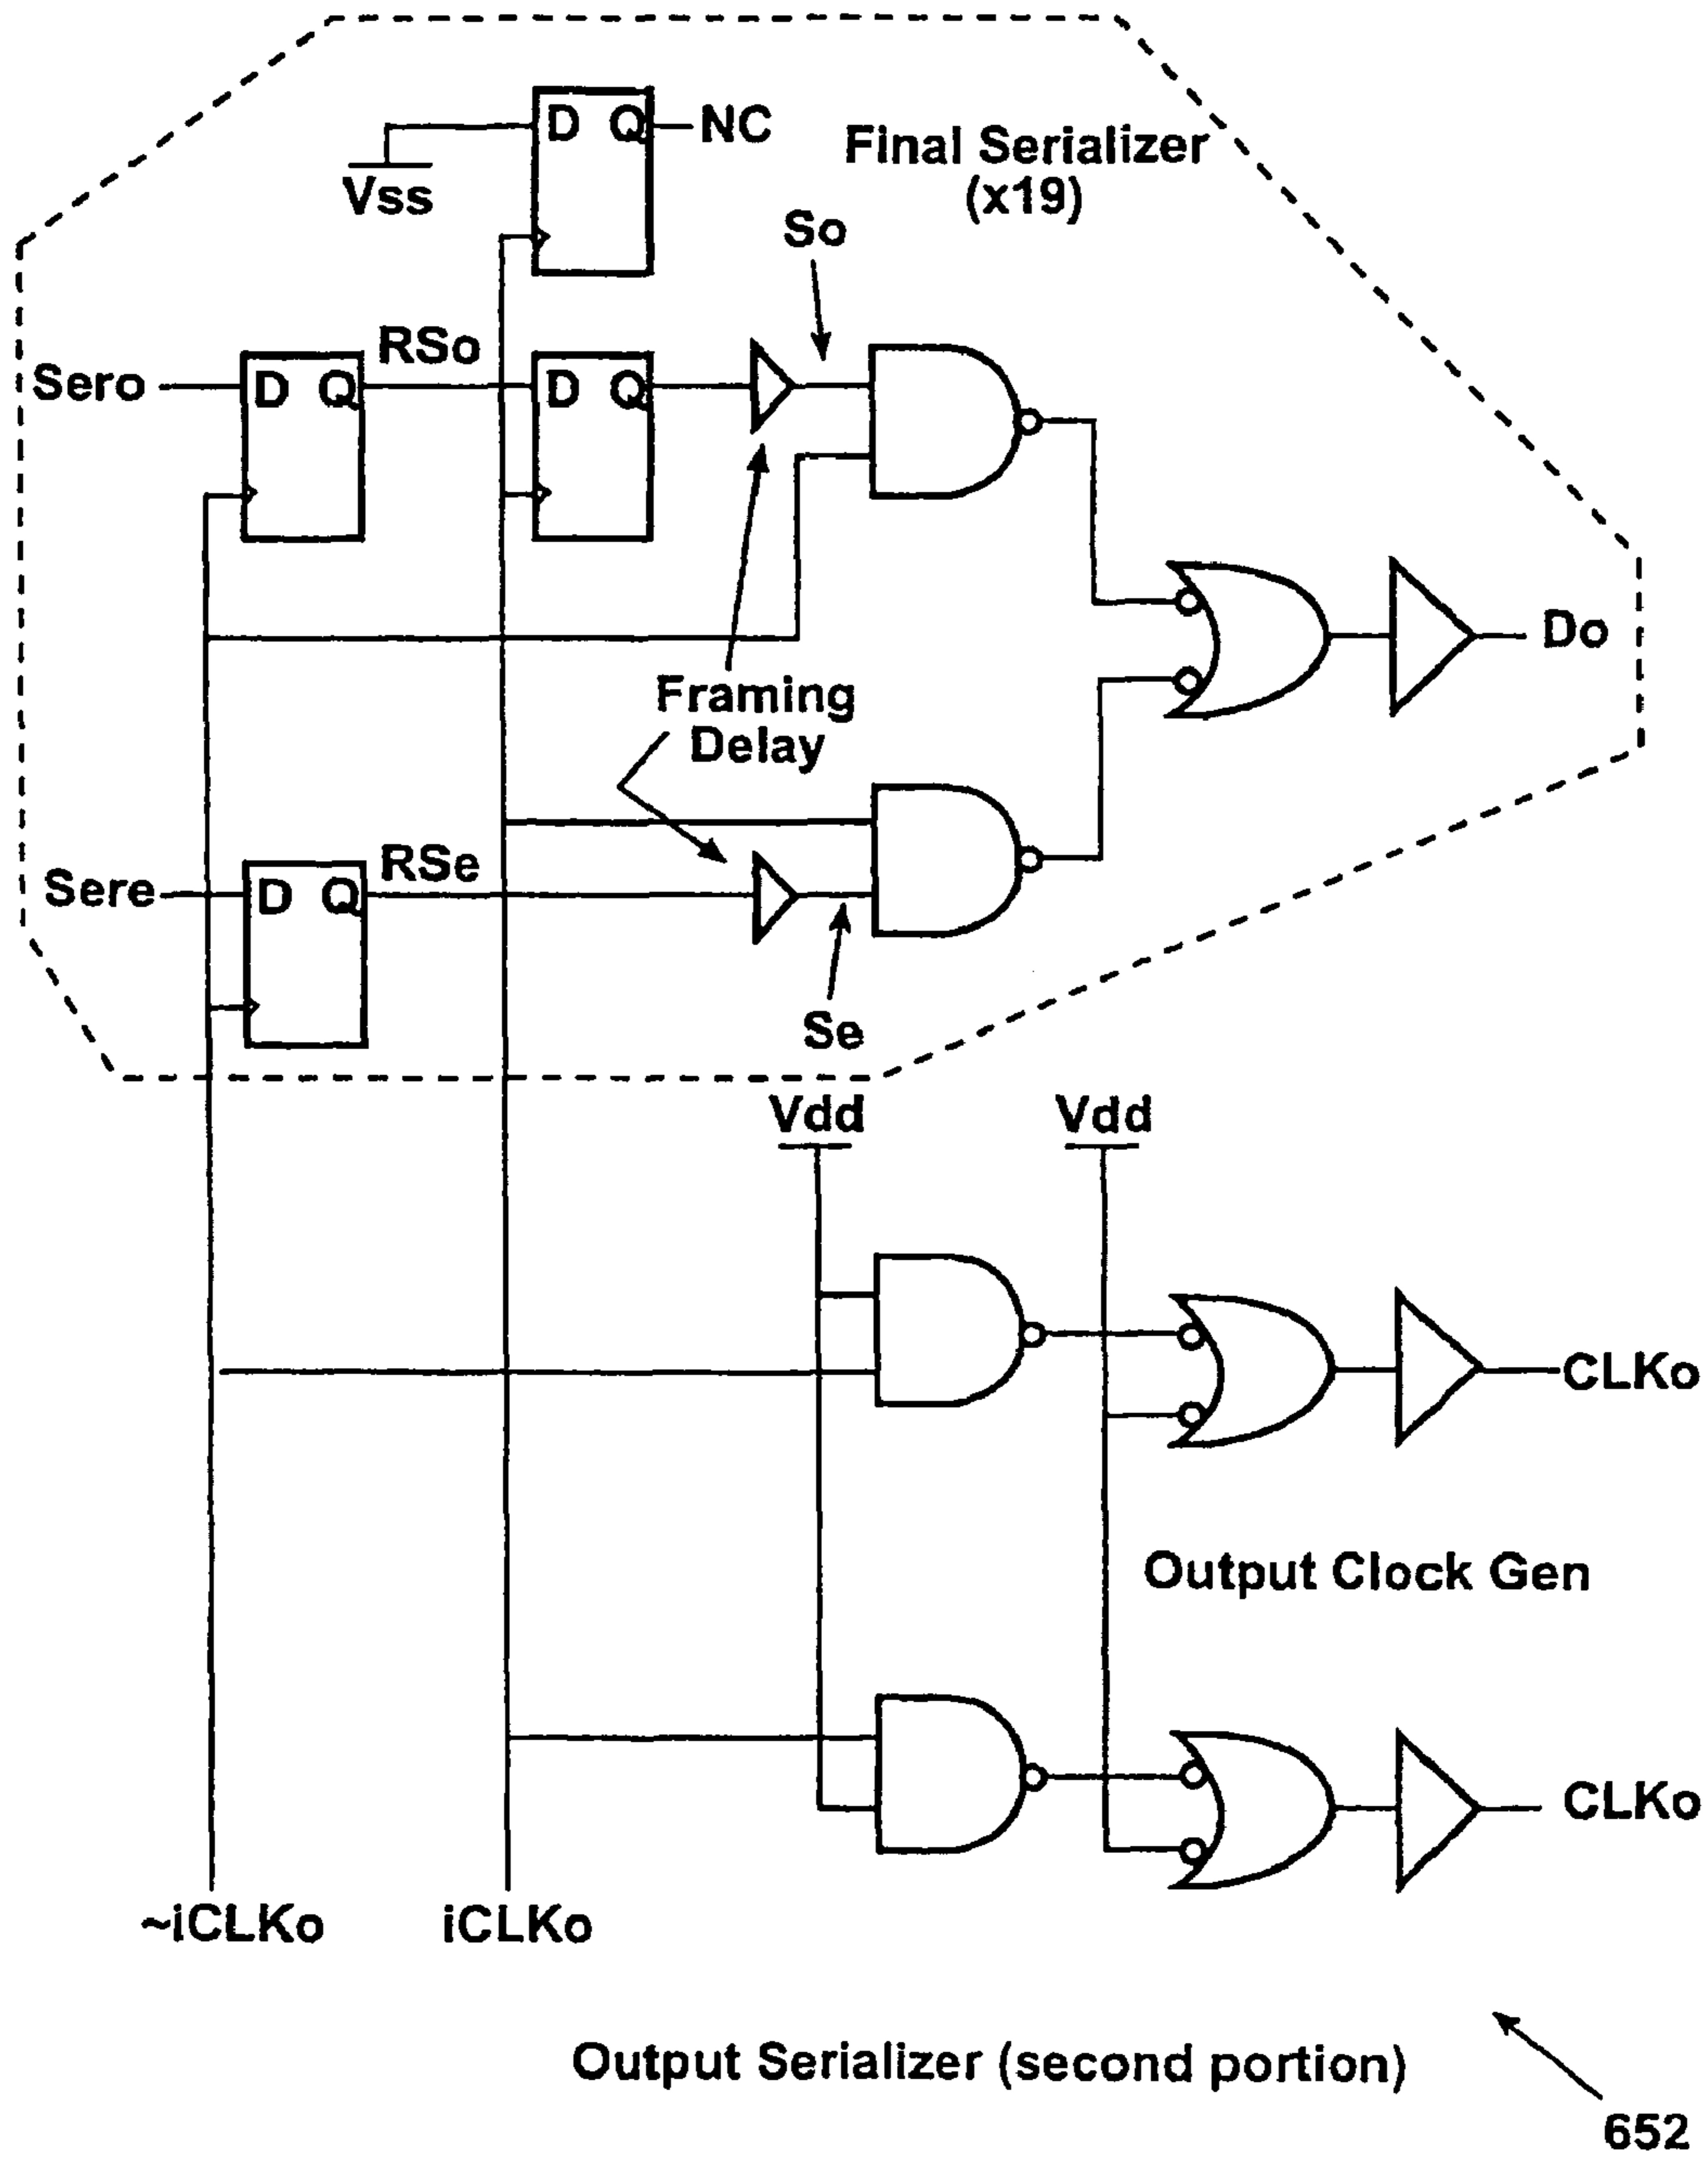 D Q
NC
Vss
Final Serializer
(x19)
So
Sero
D Q
RSo
D Q
Do
Framing
Delay
Sere
D Q
RSe
Se
Vdd
Vdd
CLKo
Output Clock Gen
CLKo
~iCLKo
iCLKo
Output Serializer (second portion)
652